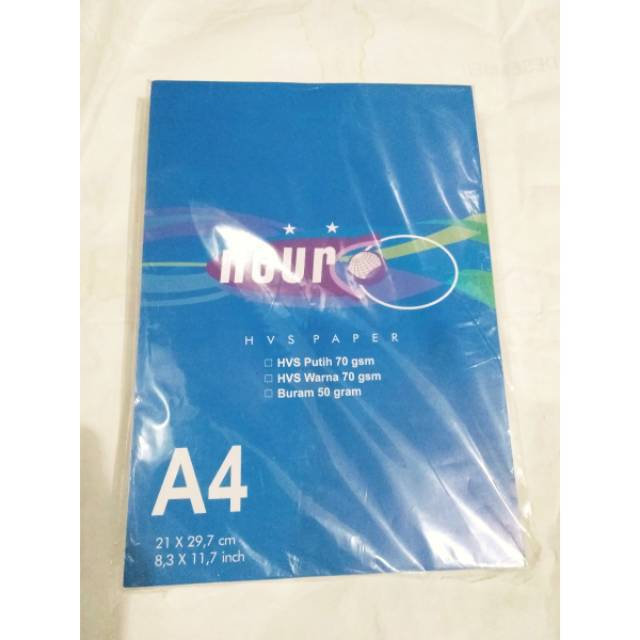 nour
HVS PAPER
HVS Putih 70 gsm
HVS Warna 70 gsm
Buram 50 gram
A4
21 X 29,7 cm
8,3 X 11,7 inch